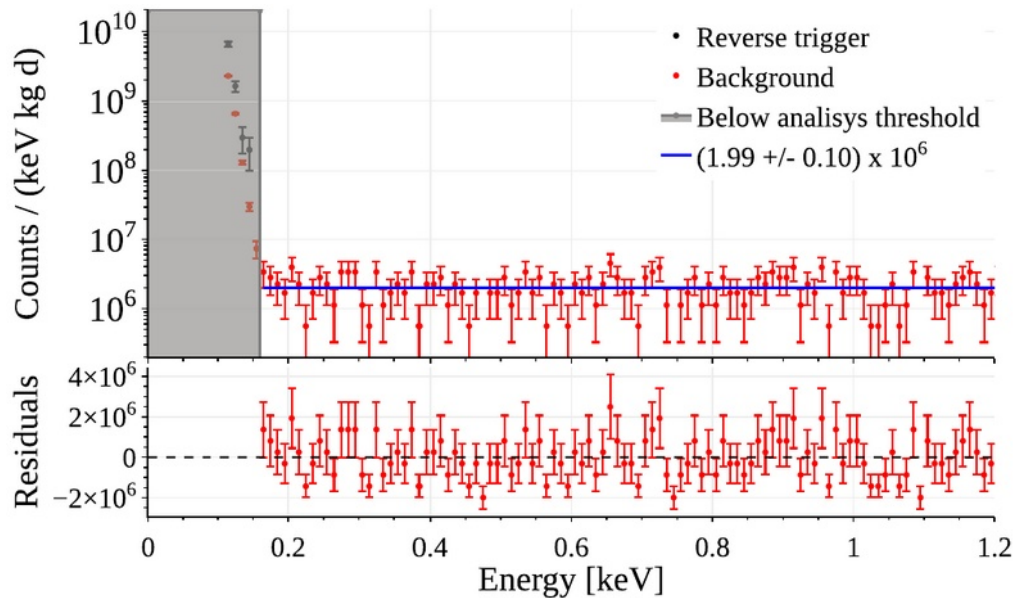 Counts / (keV kg d)
10¹⁰
10⁹
10⁸
10⁷
10⁶
Reverse trigger
Background
Below analisys threshold
(1.99 +/- 0.10) x 10⁶
Residuals
4×10⁶
2×10⁶
0
−2×10⁶
0 0.2 0.4 0.6 0.8 1 1.2
Energy [keV]